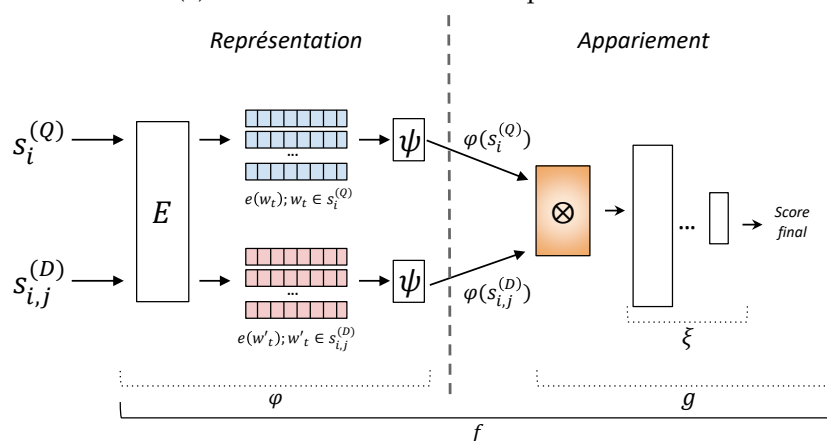 Représentation
Appariement
s_i^{(Q)}
s_{i,j}^{(D)}
E
...
e(w_t); w_t ∈ s_i^{(Q)}
...
e(w'_t); w'_t ∈ s_{i,j}^{(D)}
ψ
ψ
φ(s_i^{(Q)})
φ(s_{i,j}^{(D)})
⊗
...
Score
final
ξ
φ
g
f